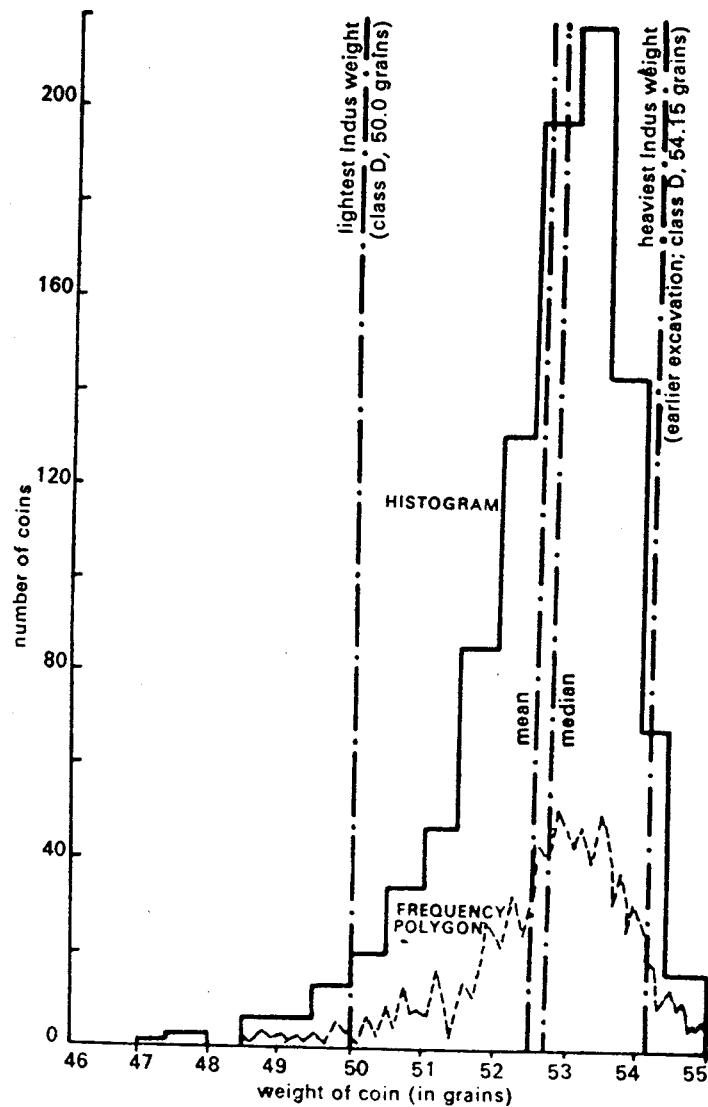 200
160
120
80
40
0
number of coins
lightest Indus weight
(class D, 50.0 grains)
heaviest Indus weight
(earlier excavation; class D, 54.15 grains)
HISTOGRAM
mean
median
FREQUENCY
POLYGON
46 47 48 49 50 51 52 53 54 55
weight of coin (in grains)